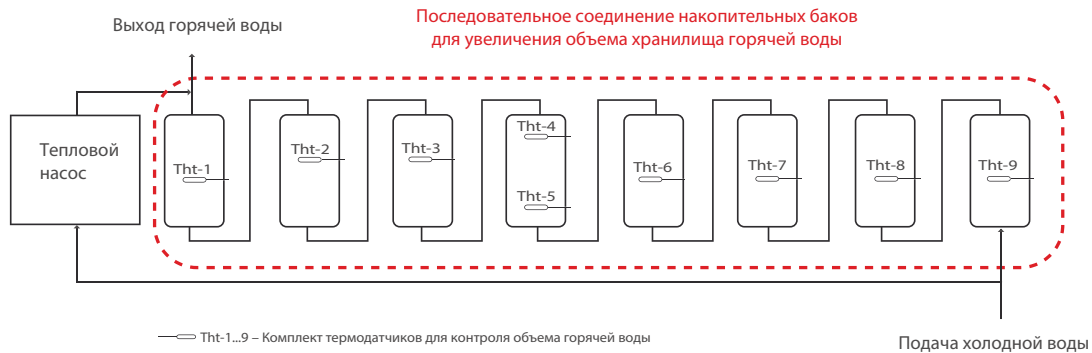 Последовательное соединение накопительных баков
для увеличения объема хранилища горячей воды
Выход горячей воды
Тепловой
насос
Tht-1
Tht-2
Tht-3
Tht-4
Tht-5
Tht-6
Tht-7
Tht-8
Tht-9
Tht-1...9 – Комплект термодатчиков для контроля объема горячей воды
Подача холодной воды